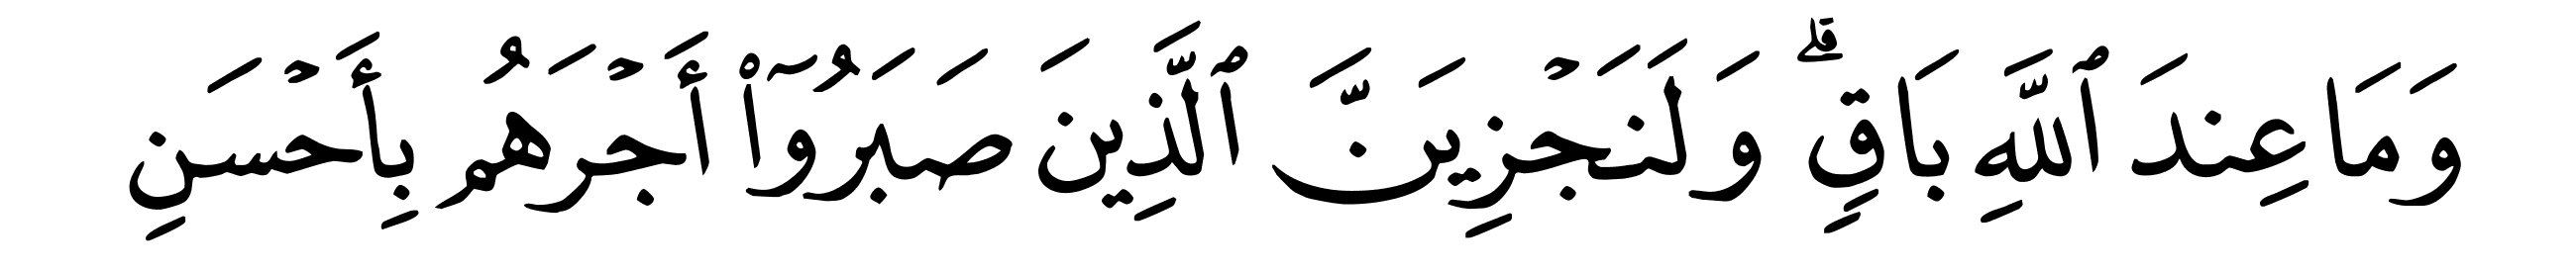 وَمَا عِندَ ٱللَّهِ بَاقٍۗ وَلَنَجْزِيَنَّ ٱلَّذِينَ صَبَرُوٓا۟ أَجْرَهُم بِأَحْسَنِ